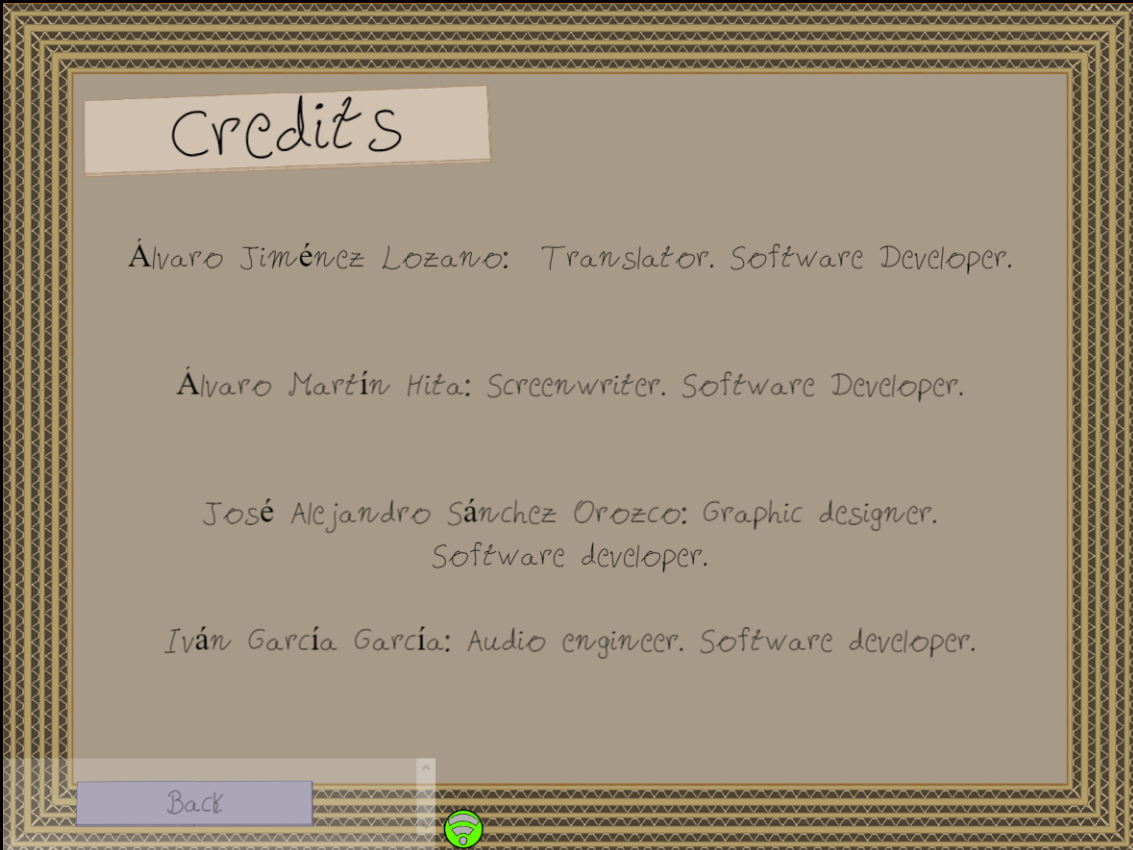 Credits
Álvaro Jiménez Lozano: Translator. Software Developer.
Álvaro Martín Hita: Screenwriter. Software Developer.
José Alejandro Sánchez Orozco: Graphic designer.
Software developer.
Iván García García: Audio engineer. Software developer.
Back